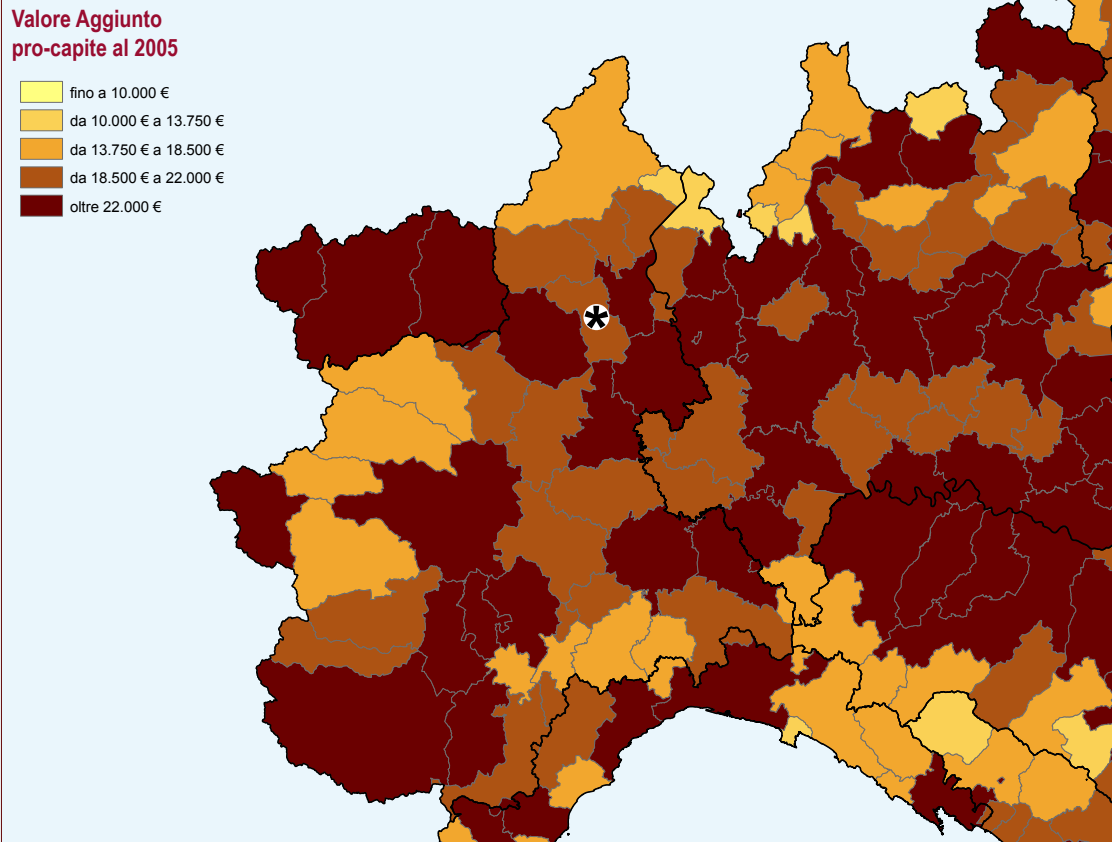 Valore Aggiunto
pro-capite al 2005
fino a 10.000 €
da 10.000 € a 13.750 €
da 13.750 € a 18.500 €
da 18.500 € a 22.000 €
oltre 22.000 €
*